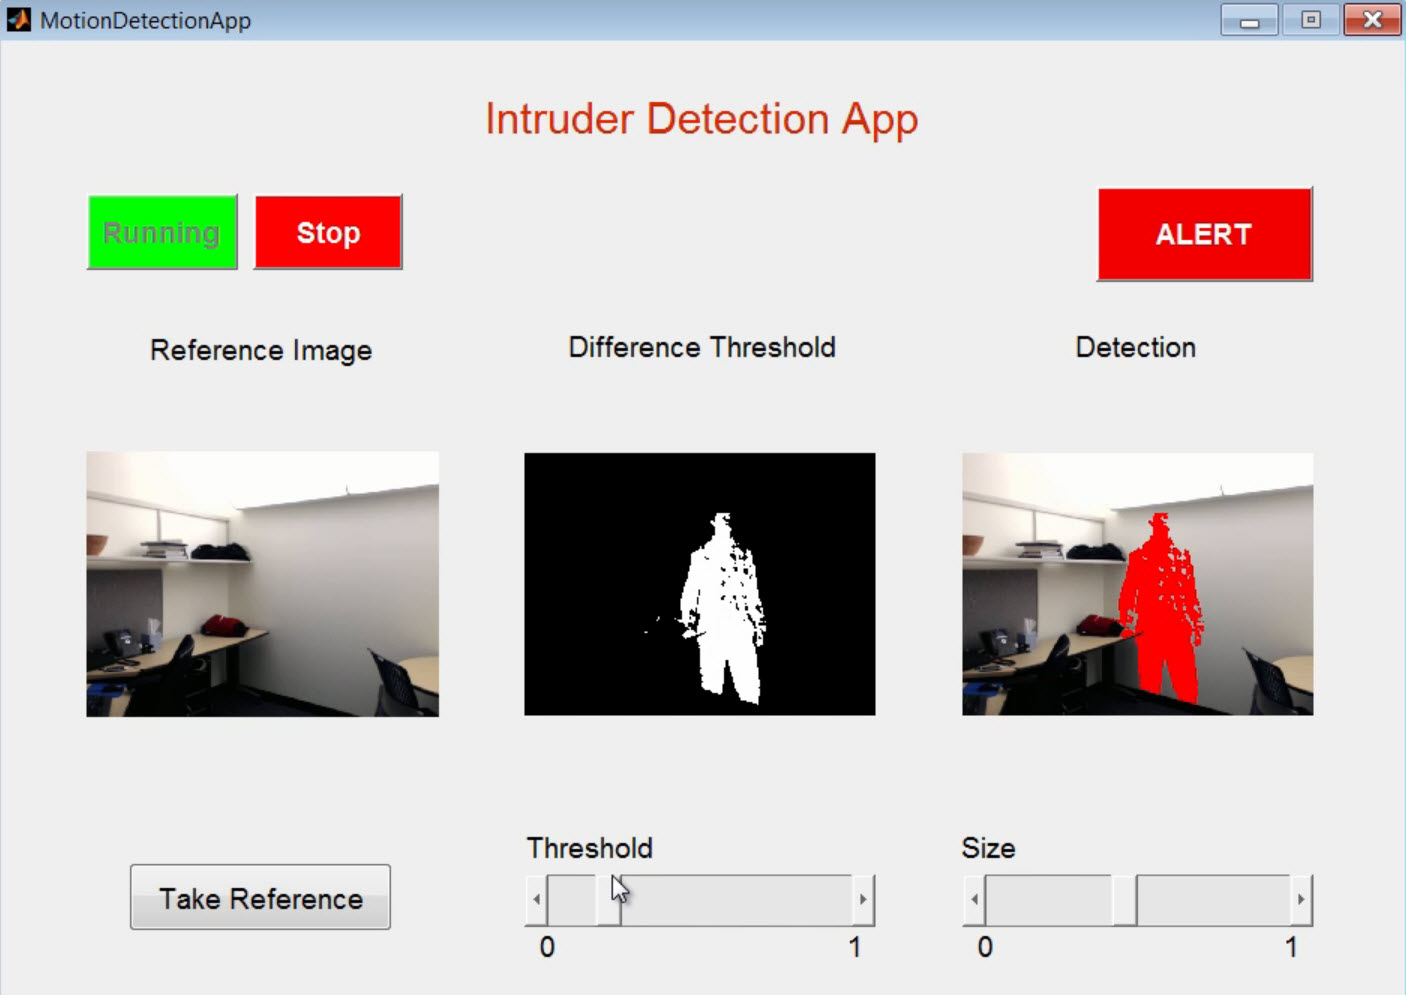 MotionDetectionApp
Intruder Detection App
Running
Stop
ALERT
Reference Image
Difference Threshold
Detection
Threshold
Size
Take Reference
0
1
0
1